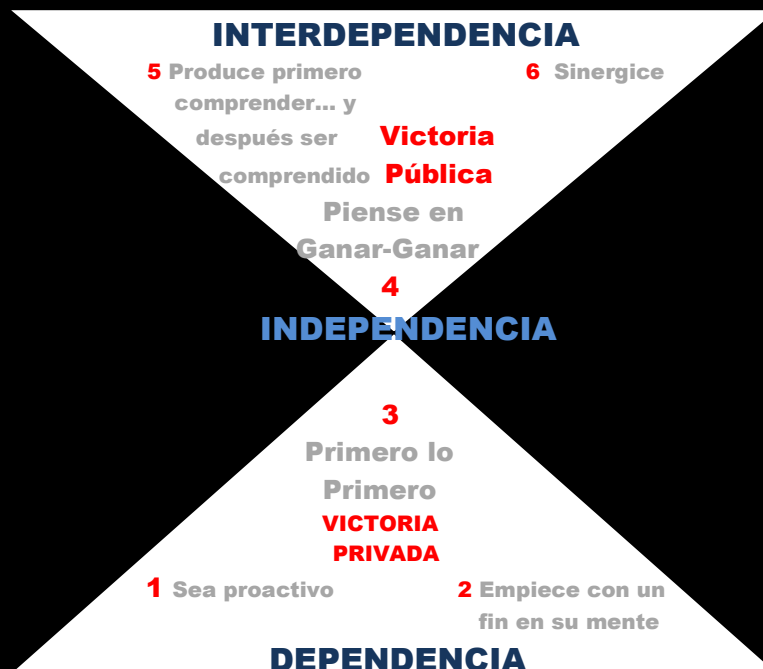 INTERDEPENDENCIA
5 Produce primero 6 Sinergice
comprender... y
después ser Victoria
comprendido Pública
Piense en
Ganar-Ganar
4
INDEPENDENCIA
3
Primero lo
Primero
VICTORIA
PRIVADA
1 Sea proactivo 2 Empiece con un
fin en su mente
DEPENDENCIA